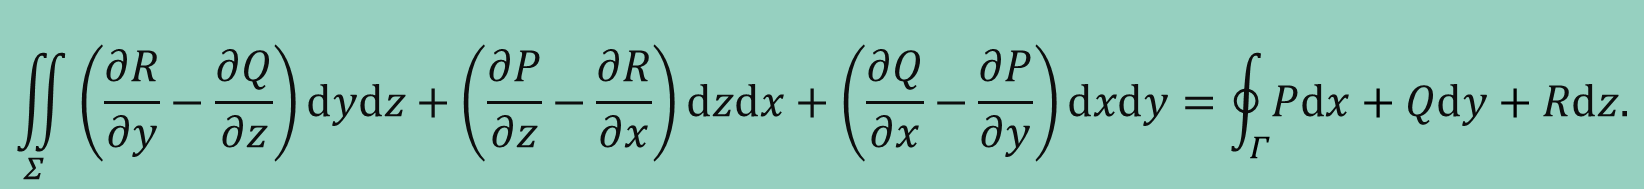 ∬_Σ (∂R/∂y − ∂Q/∂z) dydz + (∂P/∂z − ∂R/∂x) dzdx + (∂Q/∂x − ∂P/∂y) dxdy = ∮_Γ Pdx + Qdy + Rdz.